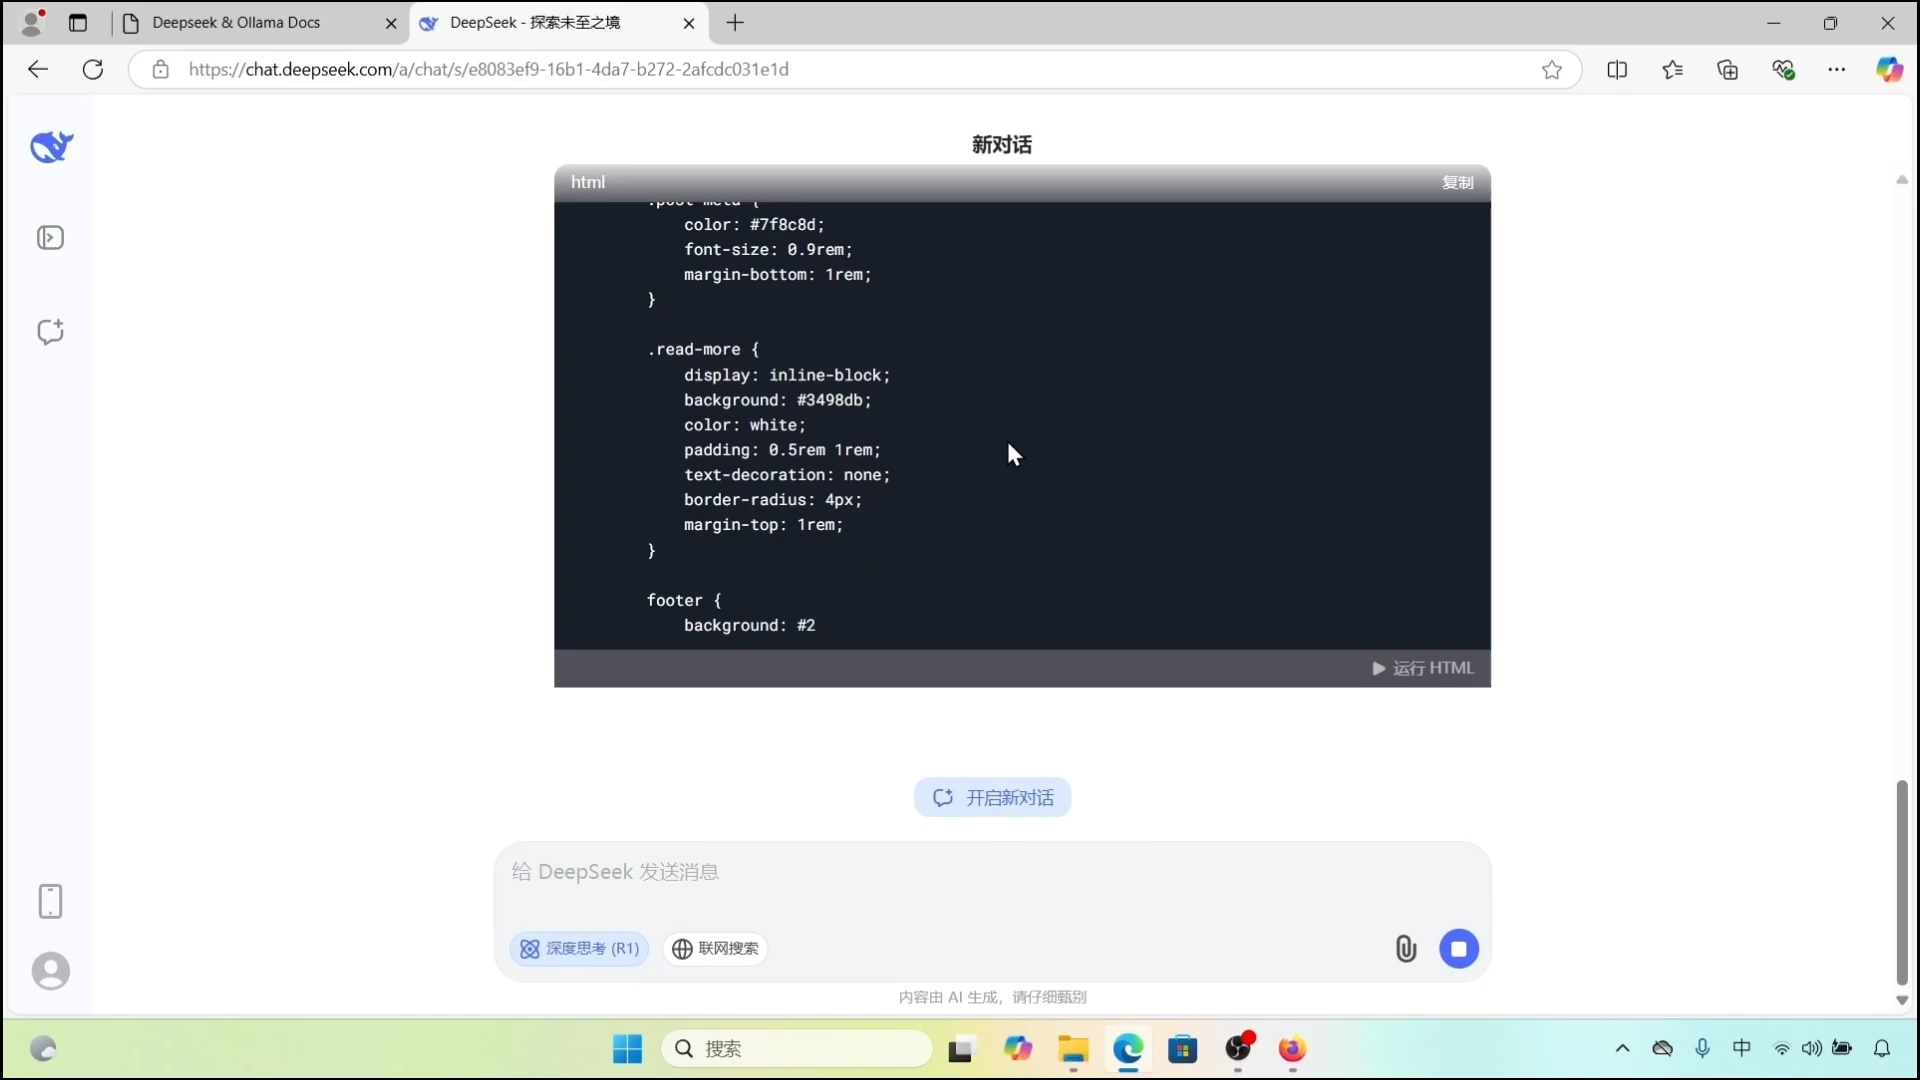 Deepseek & Ollama Docs
DeepSeek - 探索未至之境
https://chat.deepseek.com/a/chat/s/e8083ef9-16b1-4da7-b272-2afcdc031e1d
新对话
html
复制
.post-meta {
color: #7f8c8d;
font-size: 0.9rem;
margin-bottom: 1rem;
}
.read-more {
display: inline-block;
background: #3498db;
color: white;
padding: 0.5rem 1rem;
text-decoration: none;
border-radius: 4px;
margin-top: 1rem;
}
footer {
background: #2
运行 HTML
开启新对话
给 DeepSeek 发送消息
深度思考 (R1)
联网搜索
内容由 AI 生成，请仔细甄别
搜索
中